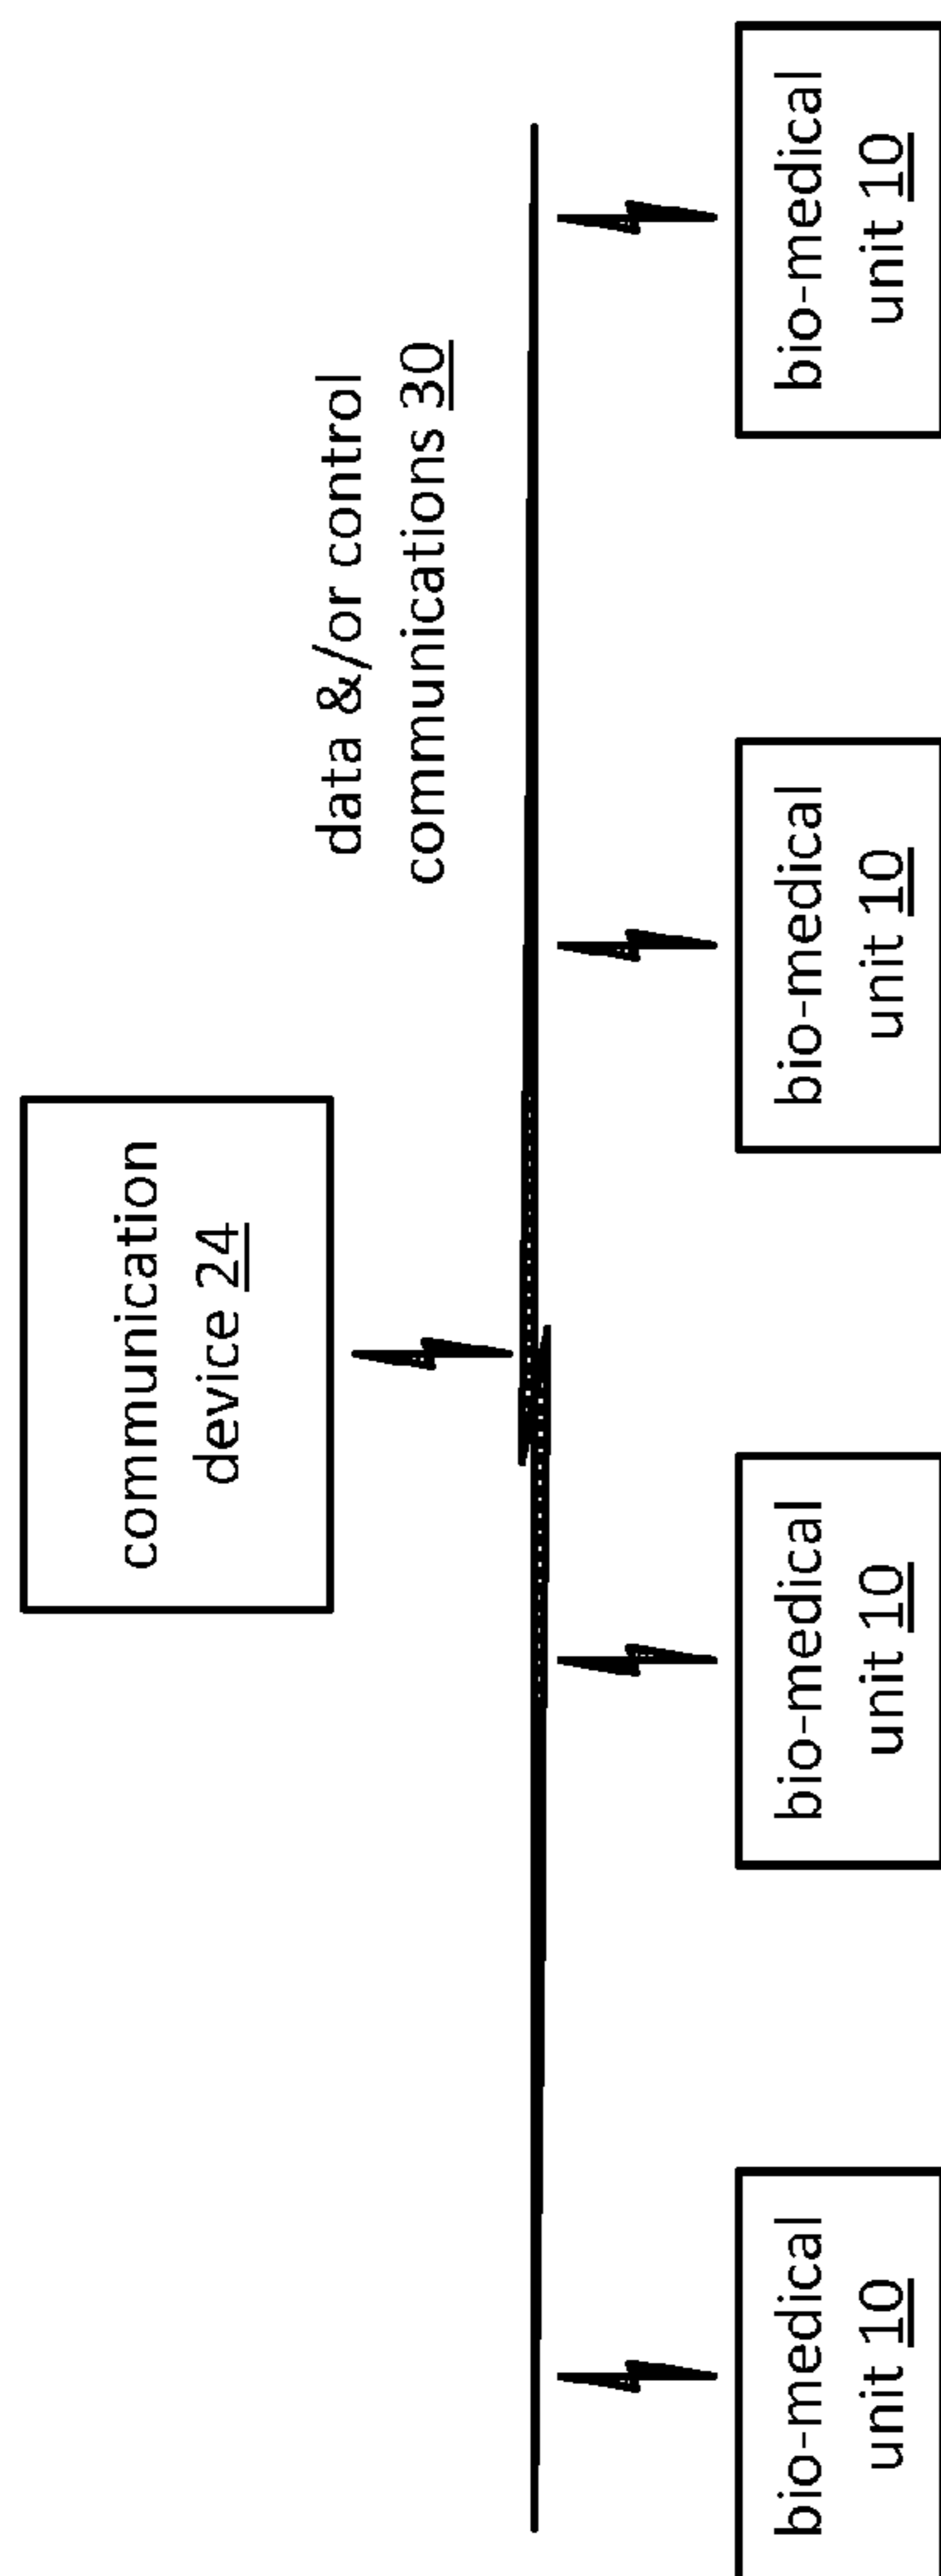 communication
device 24
data &/or control
communications 30
bio-medical
unit 10
bio-medical
unit 10
bio-medical
unit 10
bio-medical
unit 10